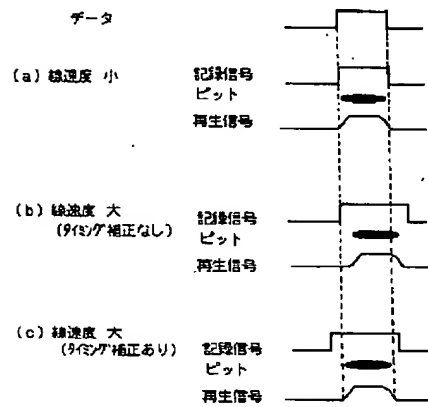 データ
(a) 線速度 小
記録信号
ピット
再生信号
(b) 線速度 大
(タイミング補正なし)
記録信号
ピット
再生信号
(c) 線速度 大
(タイミング補正あり)
記録信号
ピット
再生信号